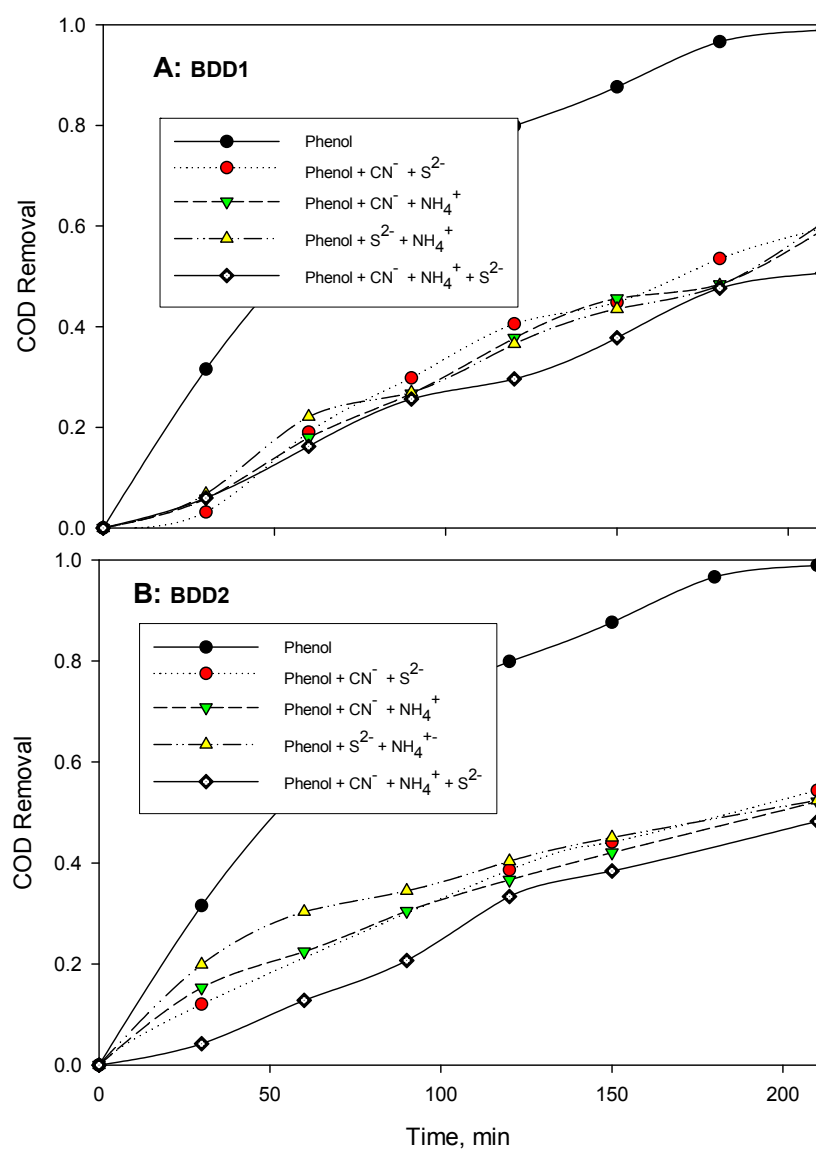 1.0
A: BDD1
0.8
Phenol
Phenol + CN⁻ + S²⁻
Phenol + CN⁻ + NH₄⁺
Phenol + S²⁻ + NH₄⁺
Phenol + CN⁻ + NH₄⁺ + S²⁻
0.6
COD Removal
0.4
0.2
0.0
1.0
B: BDD2
Phenol
0.8
Phenol + CN⁻ + S²⁻
Phenol + CN⁻ + NH₄⁺
Phenol + S²⁻ + NH₄⁺⁻
Phenol + CN⁻ + NH₄⁺ + S²⁻
0.6
COD Removal
0.4
0.2
0.0
0 50 100 150 200
Time, min